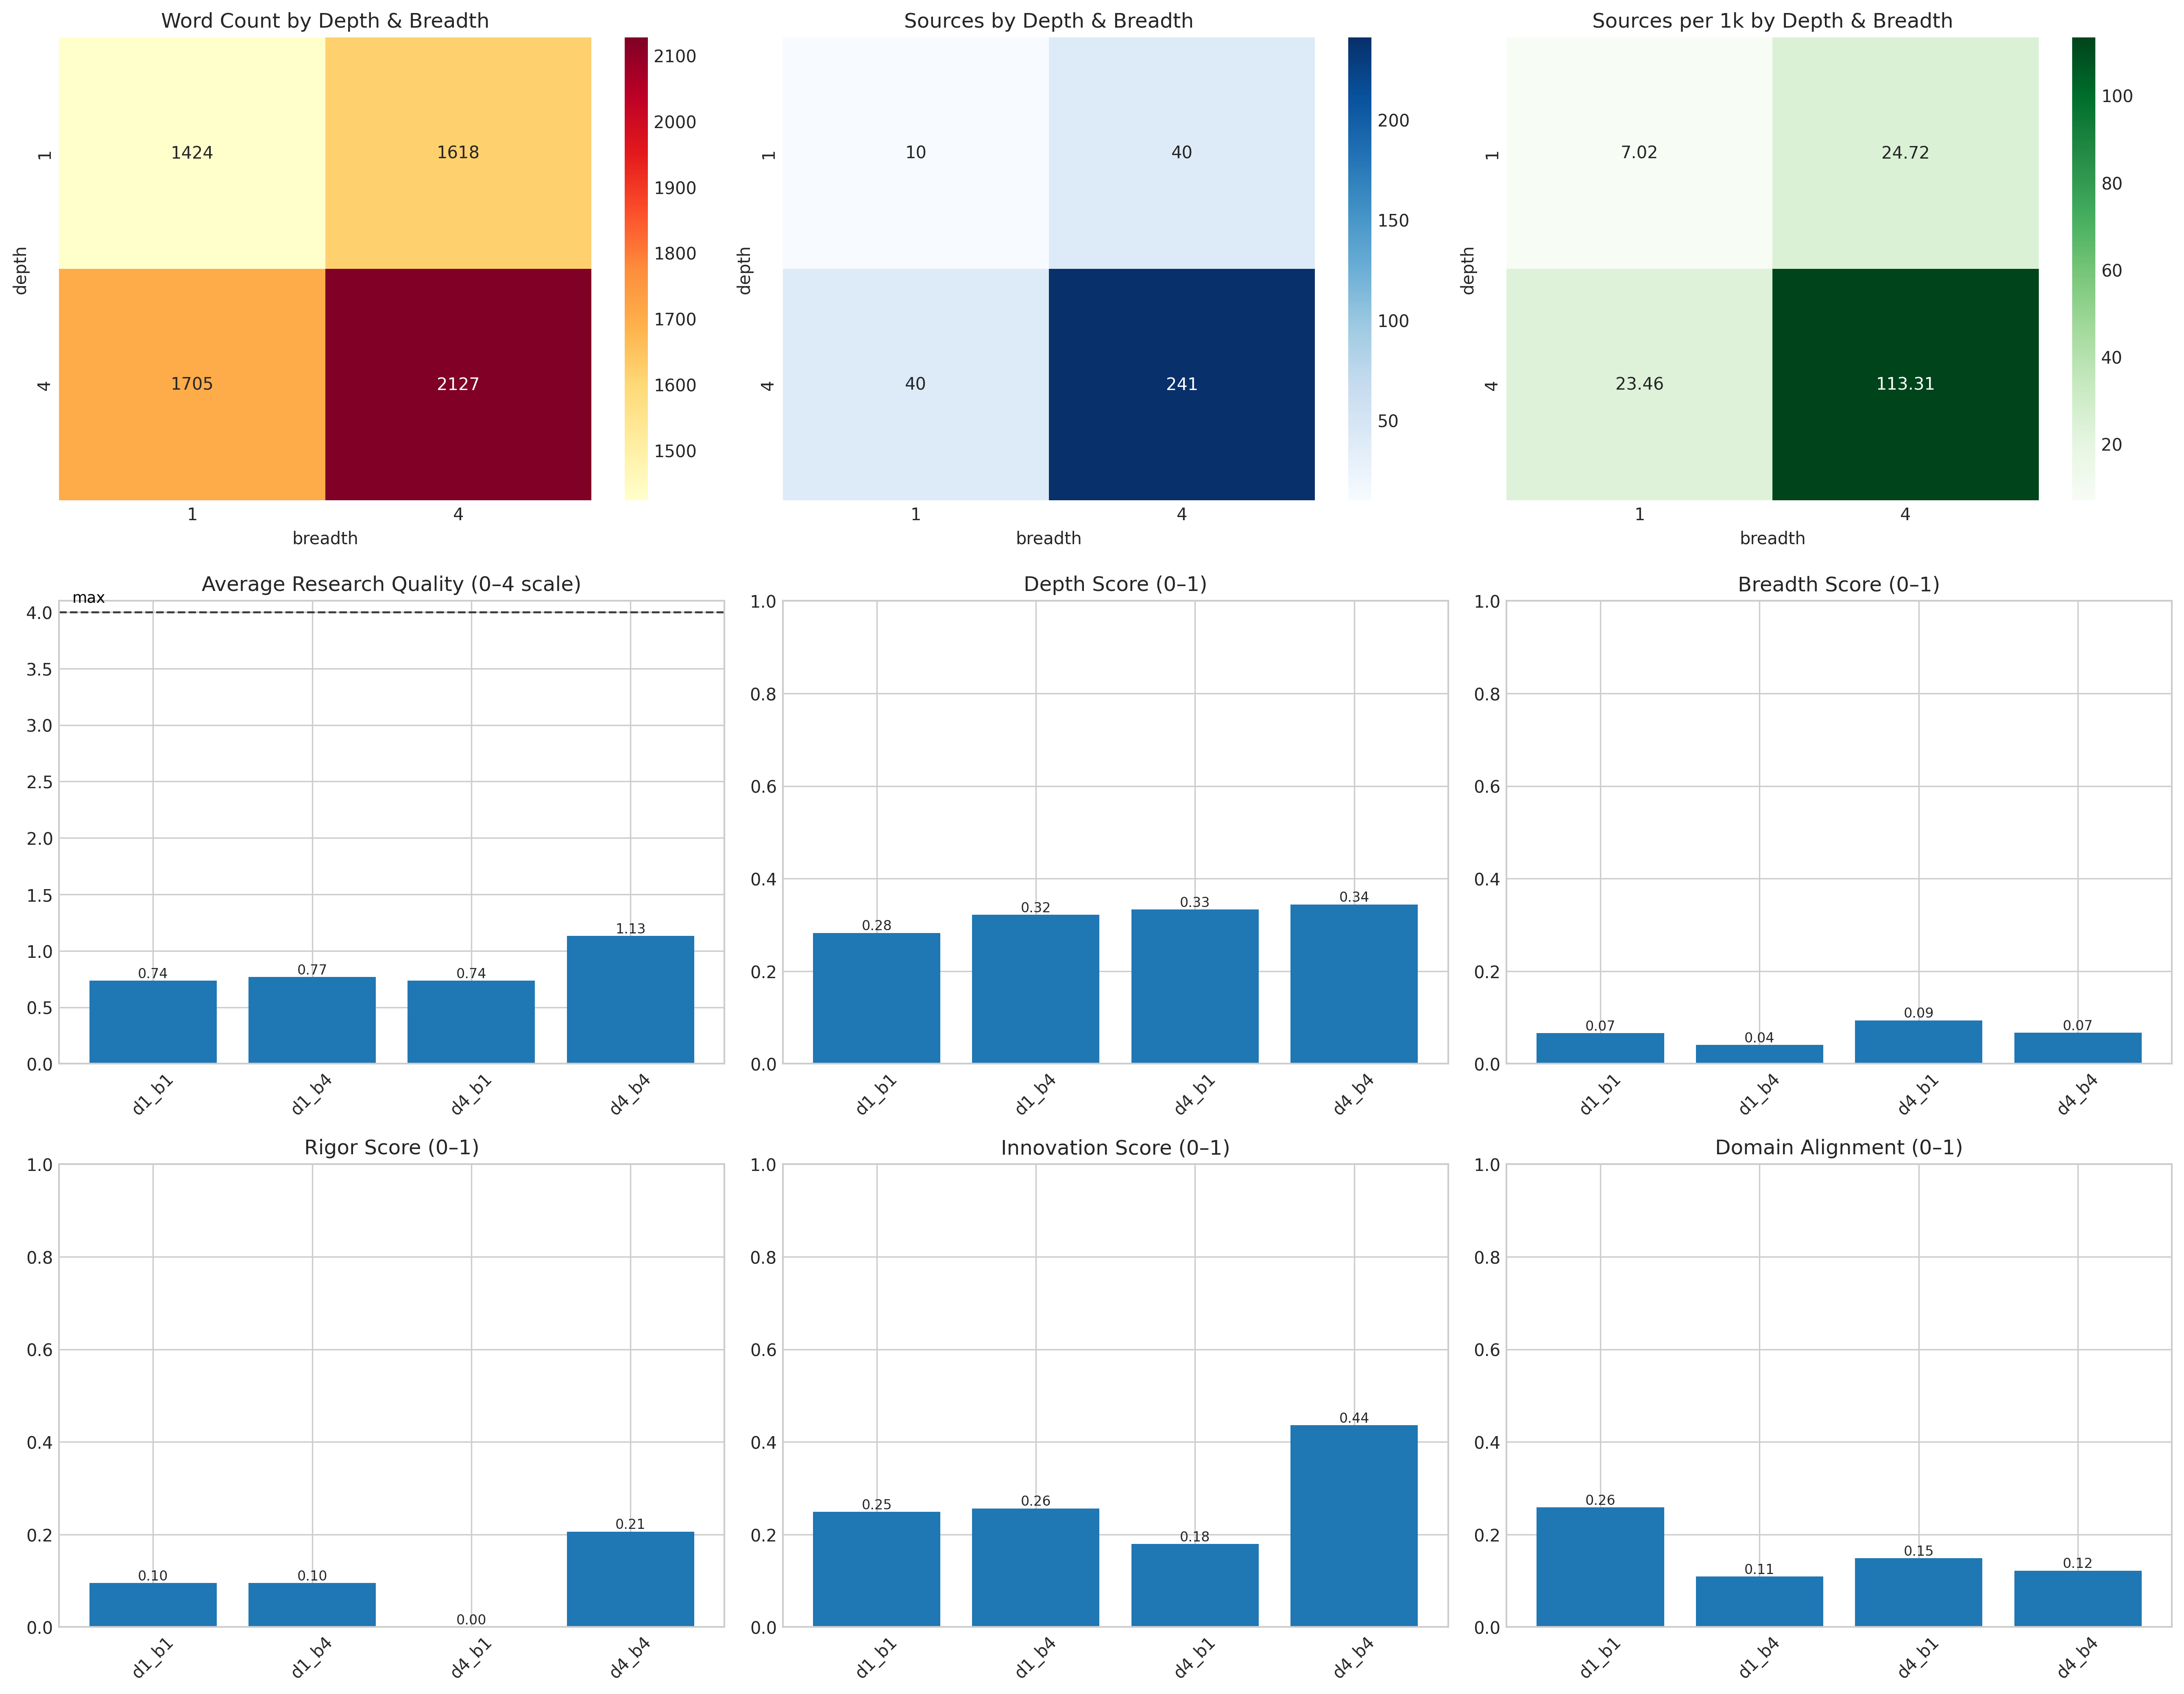 Word Count by Depth & Breadth
1424
1618
1705
2127
1
4
depth
1
4
breadth
2100
2000
1900
1800
1700
1600
1500
Sources by Depth & Breadth
10
40
40
241
1
4
depth
1
4
breadth
200
150
100
50
Sources per 1k by Depth & Breadth
7.02
24.72
23.46
113.31
1
4
depth
1
4
breadth
100
80
60
40
20
Average Research Quality (0–4 scale)
max
4.0
3.5
3.0
2.5
2.0
1.5
1.0
0.5
0.0
0.74
0.77
0.74
1.13
d1_b1
d1_b4
d4_b1
d4_b4
Depth Score (0–1)
1.0
0.8
0.6
0.4
0.2
0.0
0.28
0.32
0.33
0.34
d1_b1
d1_b4
d4_b1
d4_b4
Breadth Score (0–1)
1.0
0.8
0.6
0.4
0.2
0.0
0.07
0.04
0.09
0.07
d1_b1
d1_b4
d4_b1
d4_b4
Rigor Score (0–1)
1.0
0.8
0.6
0.4
0.2
0.0
0.10
0.10
0.00
0.21
d1_b1
d1_b4
d4_b1
d4_b4
Innovation Score (0–1)
1.0
0.8
0.6
0.4
0.2
0.0
0.25
0.26
0.18
0.44
d1_b1
d1_b4
d4_b1
d4_b4
Domain Alignment (0–1)
1.0
0.8
0.6
0.4
0.2
0.0
0.26
0.11
0.15
0.12
d1_b1
d1_b4
d4_b1
d4_b4